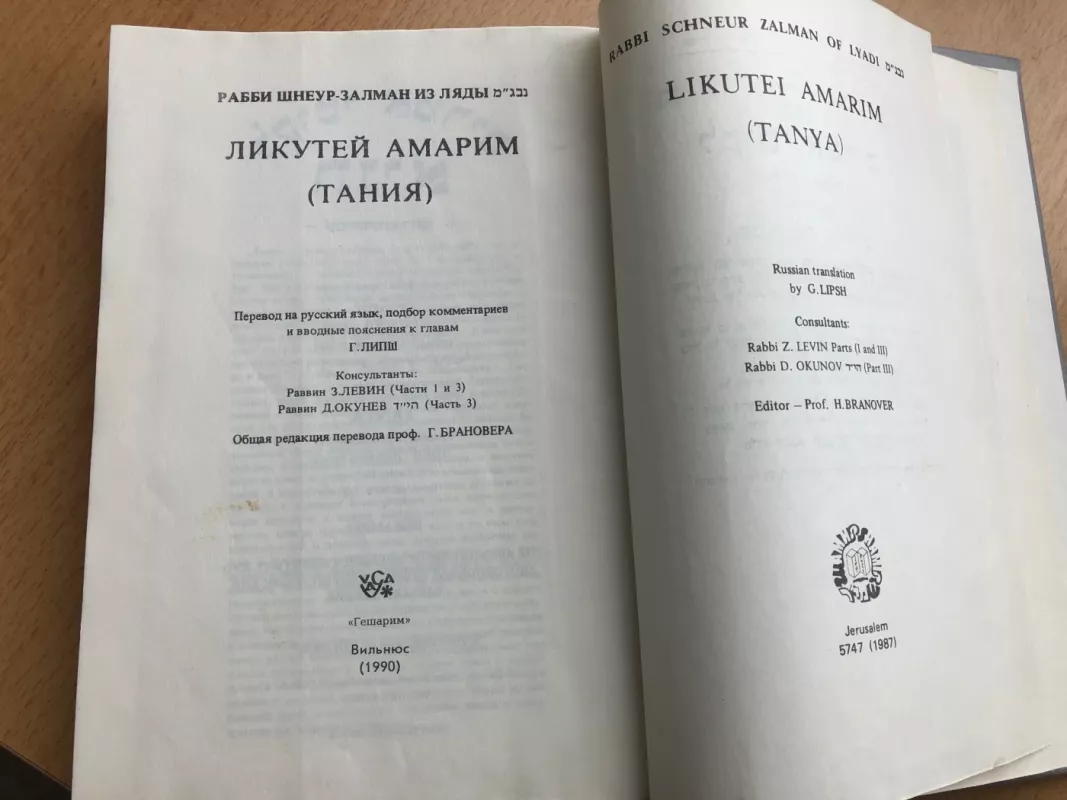 РАББИ ШНЕУР-ЗАЛМАН ИЗ ЛЯДЫ נבג"מ
ЛИКУТЕЙ АМАРИМ
(ТАНИЯ)
Перевод на русский язык, подбор комментариев
и вводные пояснения к главам
Г.ЛИПШ
Консультанты:
Раввин З.ЛЕВИН (Части 1 и 3)
Раввин Д.ОКУНЕВ הי"ד (Часть 3)
Общая редакция перевода проф. Г.БРАНОВЕРА
«Гешарим»
Вильнюс
(1990)
RABBI SCHNEUR ZALMAN OF LYADI נבג"מ
LIKUTEI AMARIM
(TANYA)
Russian translation
by G.LIPSH
Consultants:
Rabbi Z. LEVIN Parts (I and III)
Rabbi D. OKUNOV הי"ד (Part III)
Editor – Prof. H.BRANOVER
Jerusalem
5747 (1987)